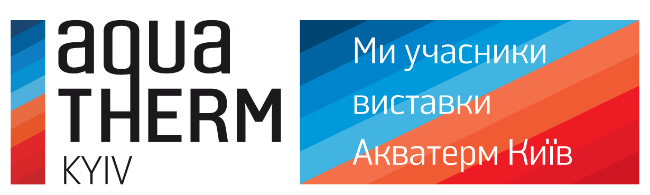 aqua
THERM
KYIV
Ми учасники
виставки
Акватерм Київ